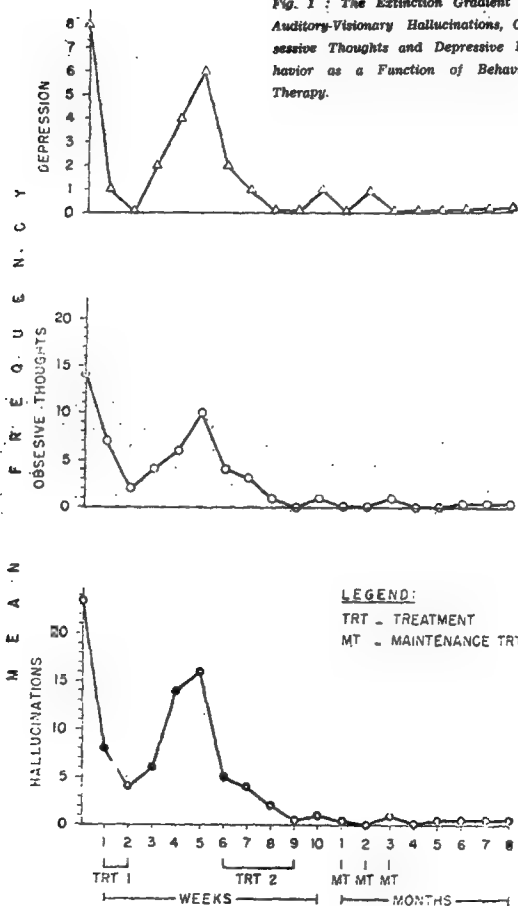 Fig. 1 : The Extinction Gradient
Auditory-Visionary Hallucinations,
sessive Thoughts and Depressive
havior as a Function of Behav
Therapy.
MEAN FREQUENCY
DEPRESSION
8
6
5
4
3
2
1
0
OBSESIVE THOUGHTS
20
15
10
5
0
HALLUCINATIONS
20
15
10
5
0
LEGEND:
TRT - TREATMENT
MT - MAINTENANCE TRT
1 2 3 4 5 6 7 8 9 10 1 2 3 4 5 6 7 8
TRT 1 TRT 2 MT MT MT
WEEKS MONTHS